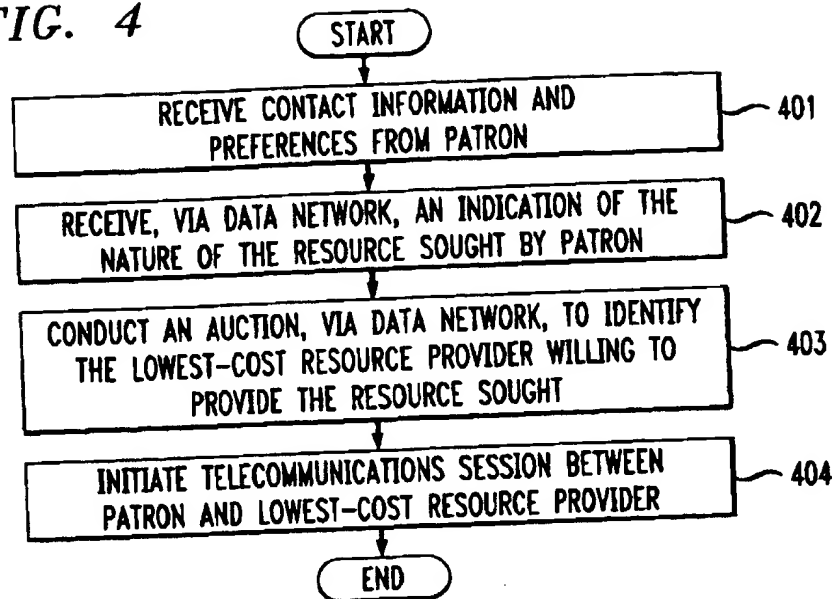 FIG. 4
START
RECEIVE CONTACT INFORMATION AND
PREFERENCES FROM PATRON
401
RECEIVE, VIA DATA NETWORK, AN INDICATION OF THE
NATURE OF THE RESOURCE SOUGHT BY PATRON
402
CONDUCT AN AUCTION, VIA DATA NETWORK, TO IDENTIFY
THE LOWEST-COST RESOURCE PROVIDER WILLING TO
PROVIDE THE RESOURCE SOUGHT
403
INITIATE TELECOMMUNICATIONS SESSION BETWEEN
PATRON AND LOWEST-COST RESOURCE PROVIDER
404
END